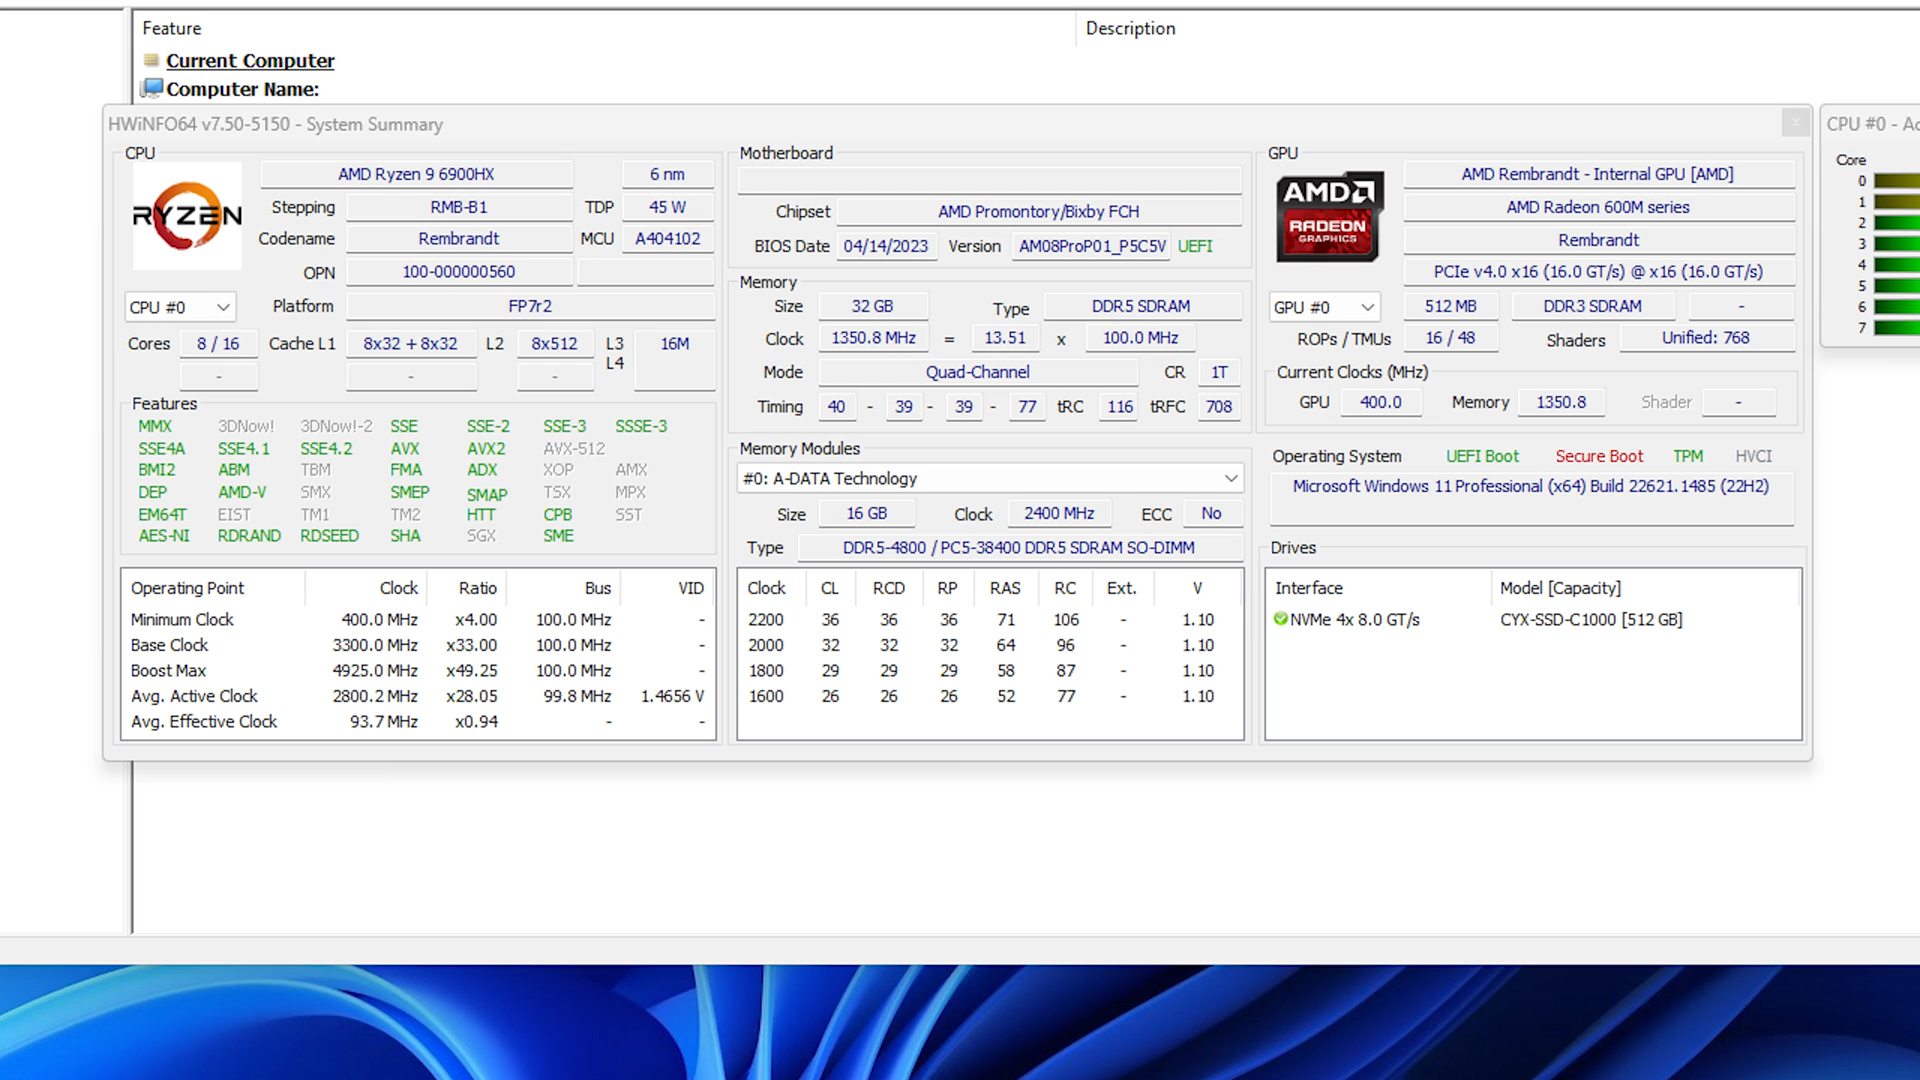 Feature Description
Current Computer
Computer Name:
HWiNFO64 v7.50-5150 - System Summary
CPU
RYZEN
AMD Ryzen 9 6900HX 6 nm
Stepping RMB-B1 TDP 45 W
Codename Rembrandt MCU A404102
OPN 100-000000560
CPU #0 Platform FP7r2
Cores 8 / 16 Cache L1 8x32 + 8x32 L2 8x512 L3 16M
L4
- - -
Features
MMX 3DNow! 3DNow!-2 SSE SSE-2 SSE-3 SSSE-3
SSE4A SSE4.1 SSE4.2 AVX AVX2 AVX-512
BMI2 ABM TBM FMA ADX XOP AMX
DEP AMD-V SMX SMEP SMAP TSX MPX
EM64T EIST TM1 TM2 HTT CPB SST
AES-NI RDRAND RDSEED SHA SGX SME
Operating Point Clock Ratio Bus VID
Minimum Clock 400.0 MHz x4.00 100.0 MHz -
Base Clock 3300.0 MHz x33.00 100.0 MHz -
Boost Max 4925.0 MHz x49.25 100.0 MHz -
Avg. Active Clock 2800.2 MHz x28.05 99.8 MHz 1.4656 V
Avg. Effective Clock 93.7 MHz x0.94 - -
Motherboard
Chipset AMD Promontory/Bixby FCH
BIOS Date 04/14/2023 Version AM08ProP01_P5C5V UEFI
Memory
Size 32 GB Type DDR5 SDRAM
Clock 1350.8 MHz = 13.51 x 100.0 MHz
Mode Quad-Channel CR 1T
Timing 40 - 39 - 39 - 77 tRC 116 tRFC 708
Memory Modules
#0: A-DATA Technology
Size 16 GB Clock 2400 MHz ECC No
Type DDR5-4800 / PC5-38400 DDR5 SDRAM SO-DIMM
Clock CL RCD RP RAS RC Ext. V
2200 36 36 36 71 106 - 1.10
2000 32 32 32 64 96 - 1.10
1800 29 29 29 58 87 - 1.10
1600 26 26 26 52 77 - 1.10
GPU
AMD
RADEON
GRAPHICS
AMD Rembrandt - Internal GPU [AMD]
AMD Radeon 600M series
Rembrandt
PCIe v4.0 x16 (16.0 GT/s) @ x16 (16.0 GT/s)
GPU #0 512 MB DDR3 SDRAM -
ROPs / TMUs 16 / 48 Shaders Unified: 768
Current Clocks (MHz)
GPU 400.0 Memory 1350.8 Shader -
Operating System UEFI Boot Secure Boot TPM HVCI
Microsoft Windows 11 Professional (x64) Build 22621.1485 (22H2)
Drives
Interface Model [Capacity]
NVMe 4x 8.0 GT/s CYX-SSD-C1000 [512 GB]
CPU #0 - Ac
Core
0
1
2
3
4
5
6
7